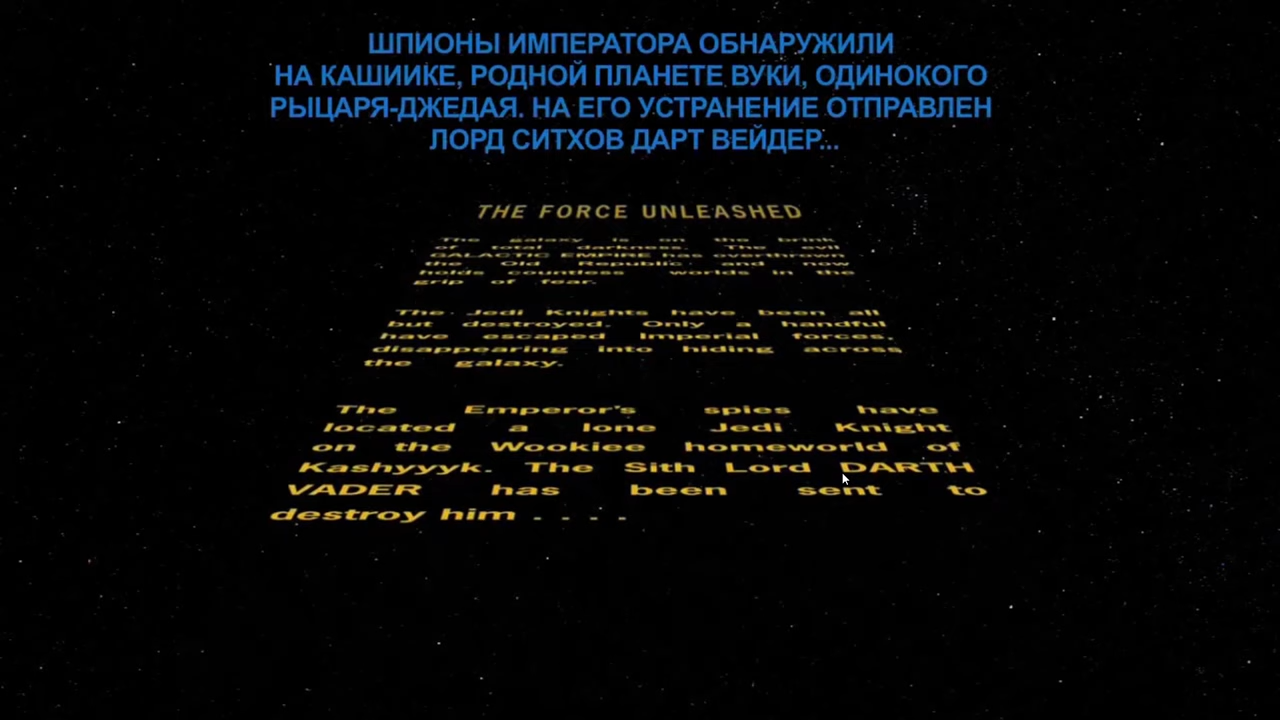 ШПИОНЫ ИМПЕРАТОРА ОБНАРУЖИЛИ
НА КАШИИКЕ, РОДНОЙ ПЛАНЕТЕ ВУКИ, ОДИНОКОГО
РЫЦАРЯ-ДЖЕДАЯ. НА ЕГО УСТРАНЕНИЕ ОТПРАВЛЕН
ЛОРД СИТХОВ ДАРТ ВЕЙДЕР...
THE FORCE UNLEASHED
The galaxy is on the brink
of total darkness. The evil
GALACTIC EMPIRE has overthrown
the Old Republic and now
holds countless worlds in the
grip of fear.
The Jedi Knights have been all
but destroyed. Only a handful
have escaped Imperial forces,
disappearing into hiding across
the galaxy.
The Emperor's spies have
located a lone Jedi Knight
on the Wookiee homeworld of
Kashyyyk. The Sith Lord DARTH
VADER has been sent to
destroy him . . . .